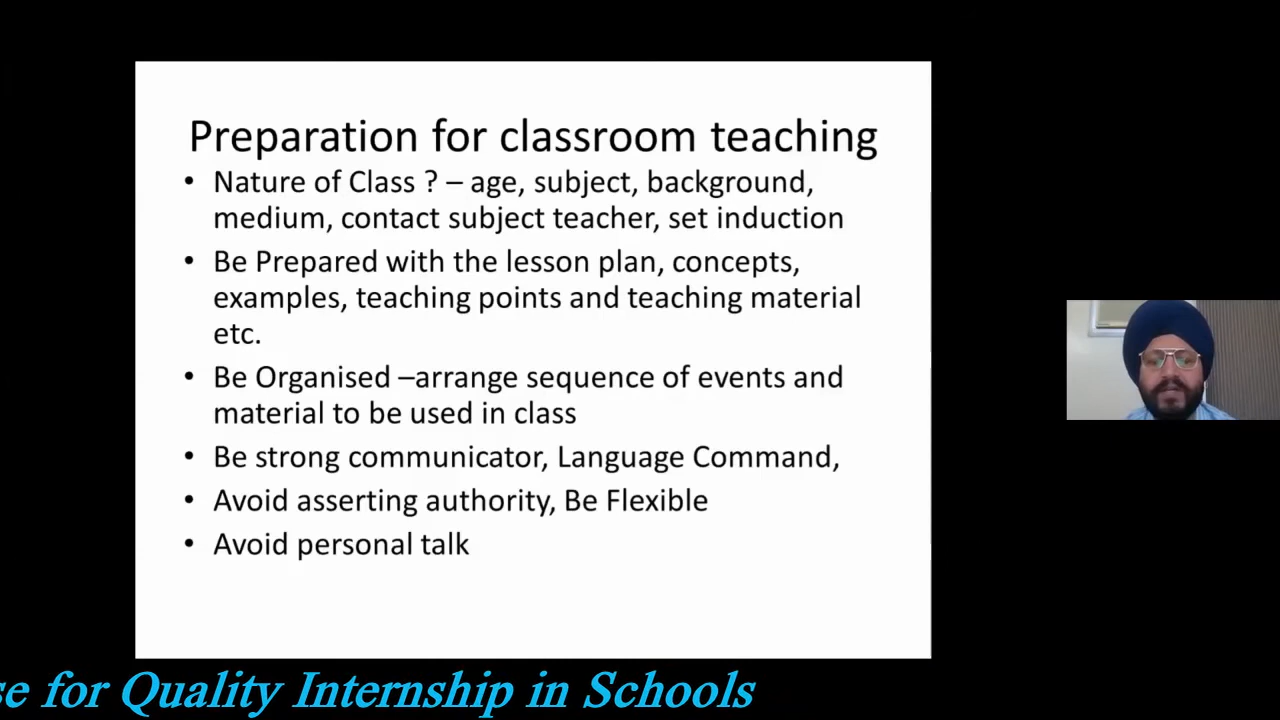 Preparation for classroom teaching
• Nature of Class ? – age, subject, background,
medium, contact subject teacher, set induction
• Be Prepared with the lesson plan, concepts,
examples, teaching points and teaching material
etc.
• Be Organised –arrange sequence of events and
material to be used in class
• Be strong communicator, Language Command,
• Avoid asserting authority, Be Flexible
• Avoid personal talk
se for Quality Internship in Schools